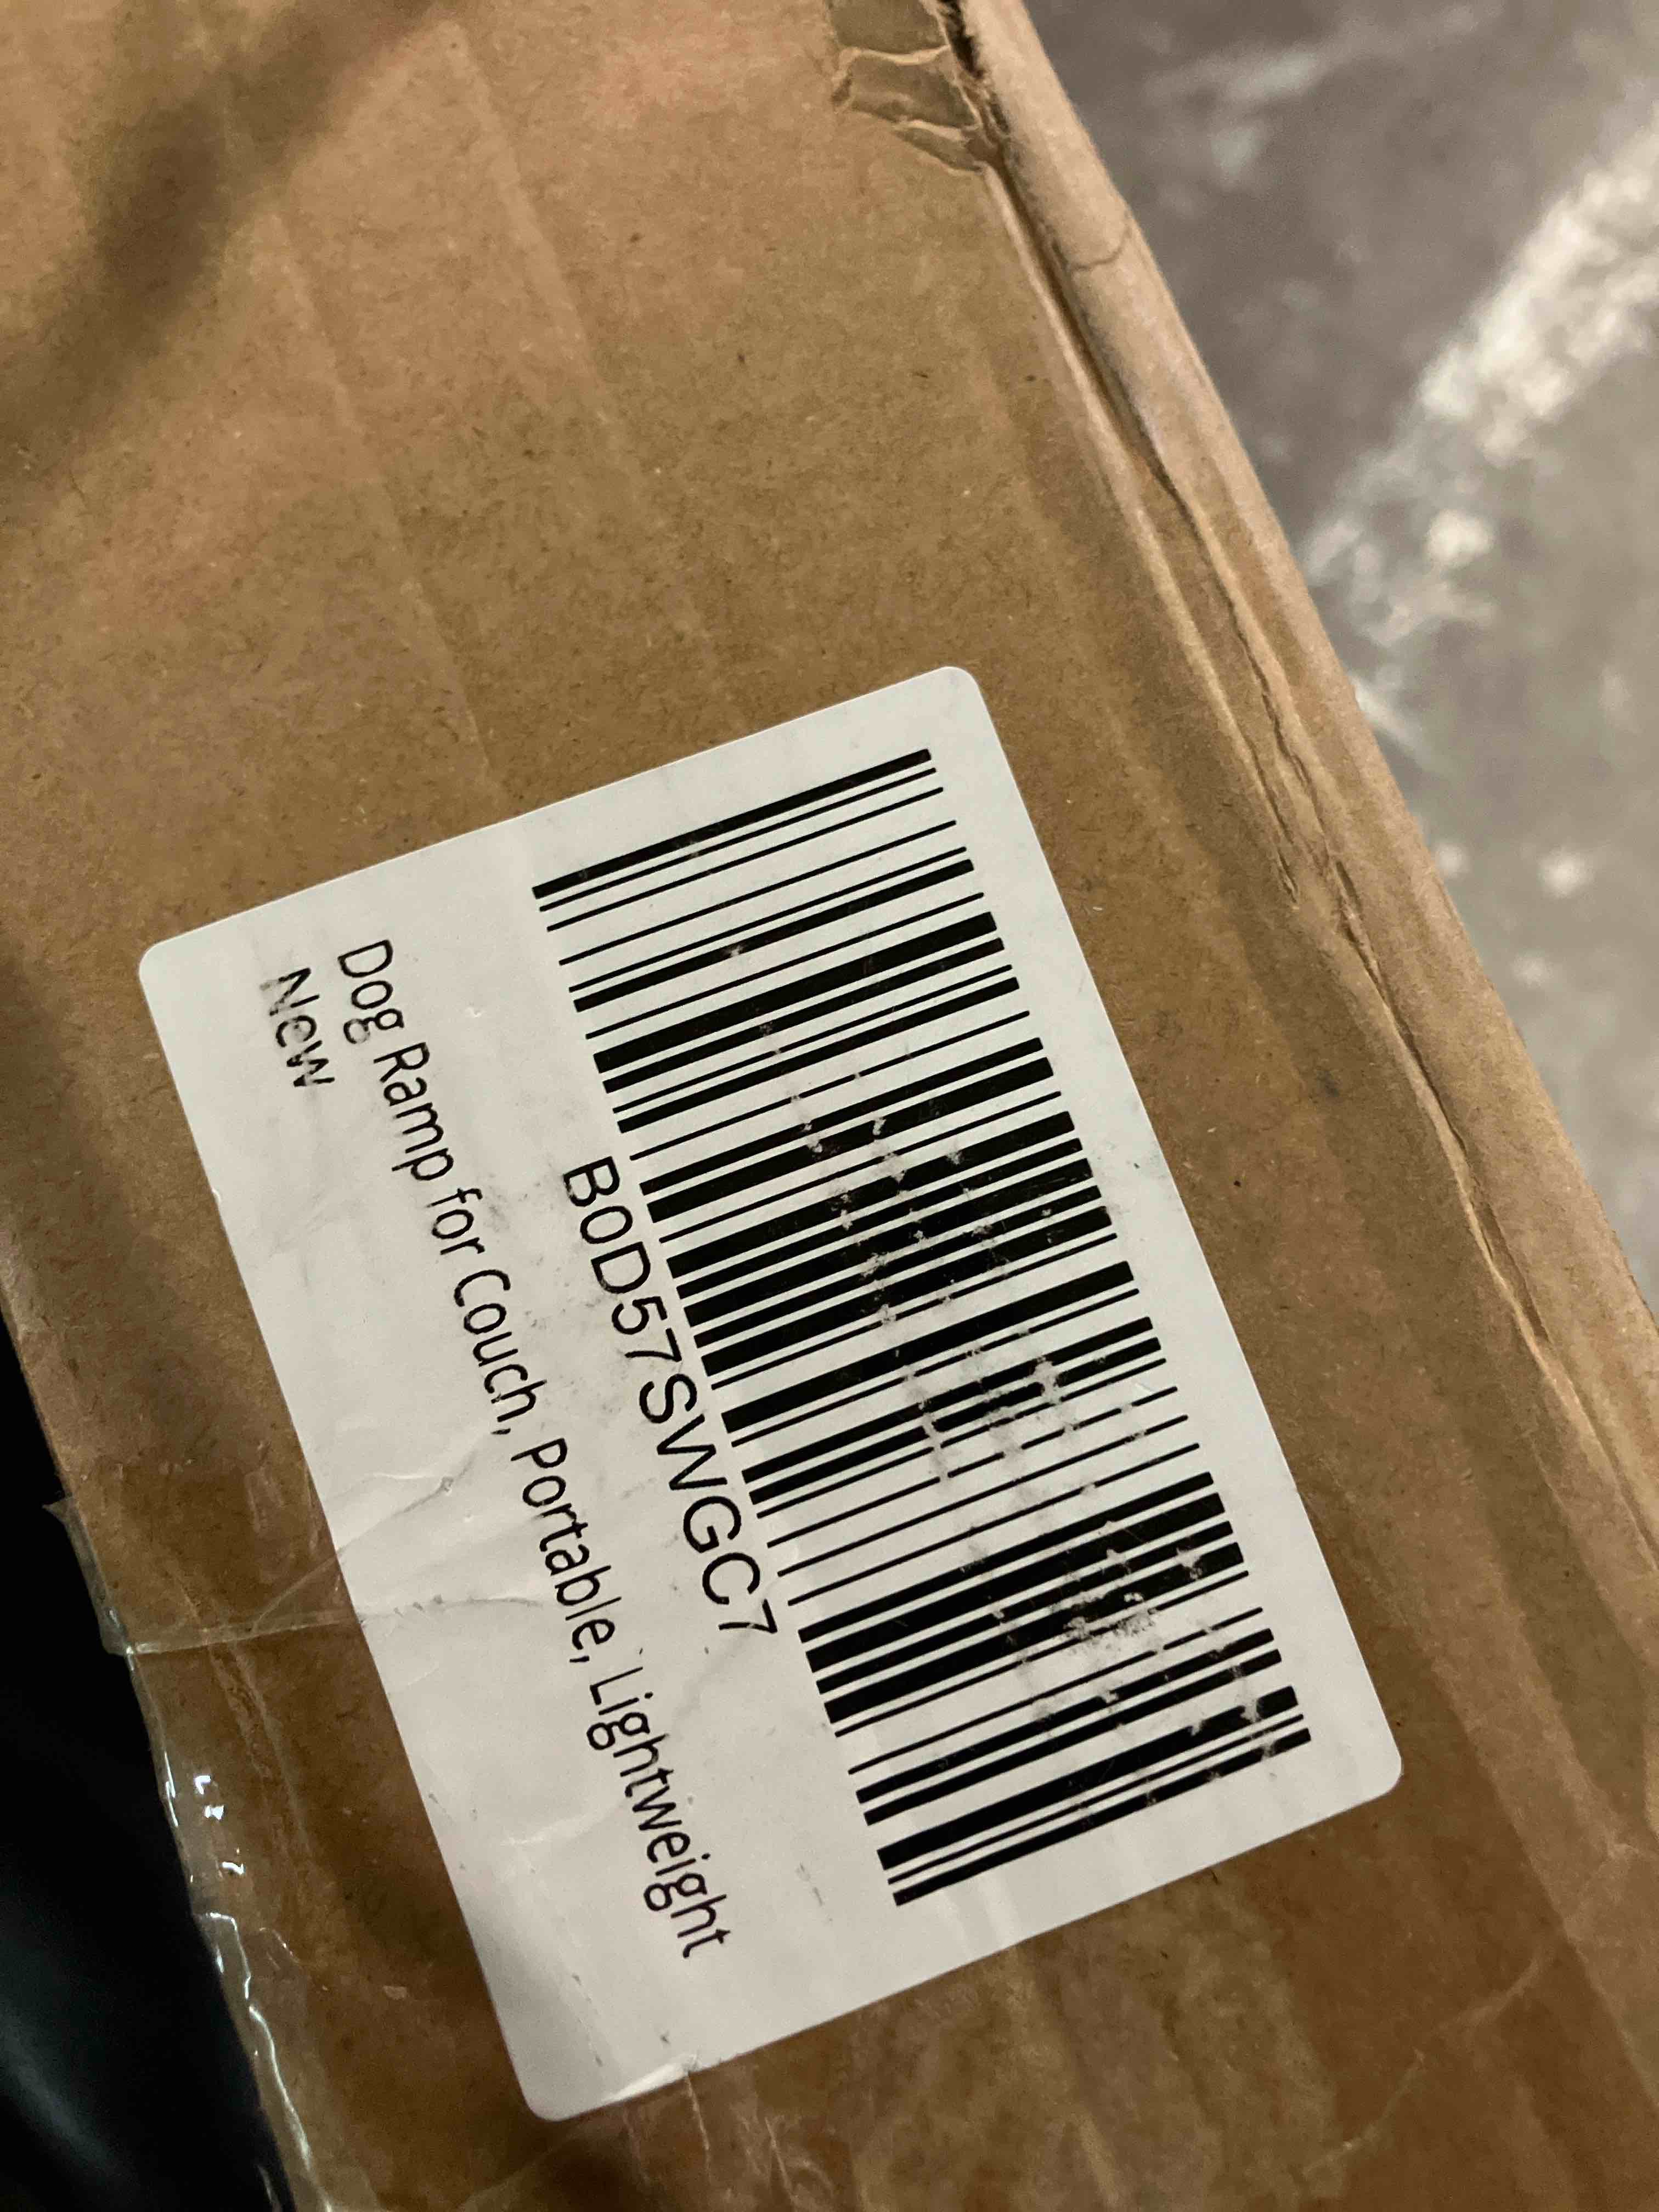 B0D57SWGC7
Dog Ramp for Couch, Portable, Lightweight
New